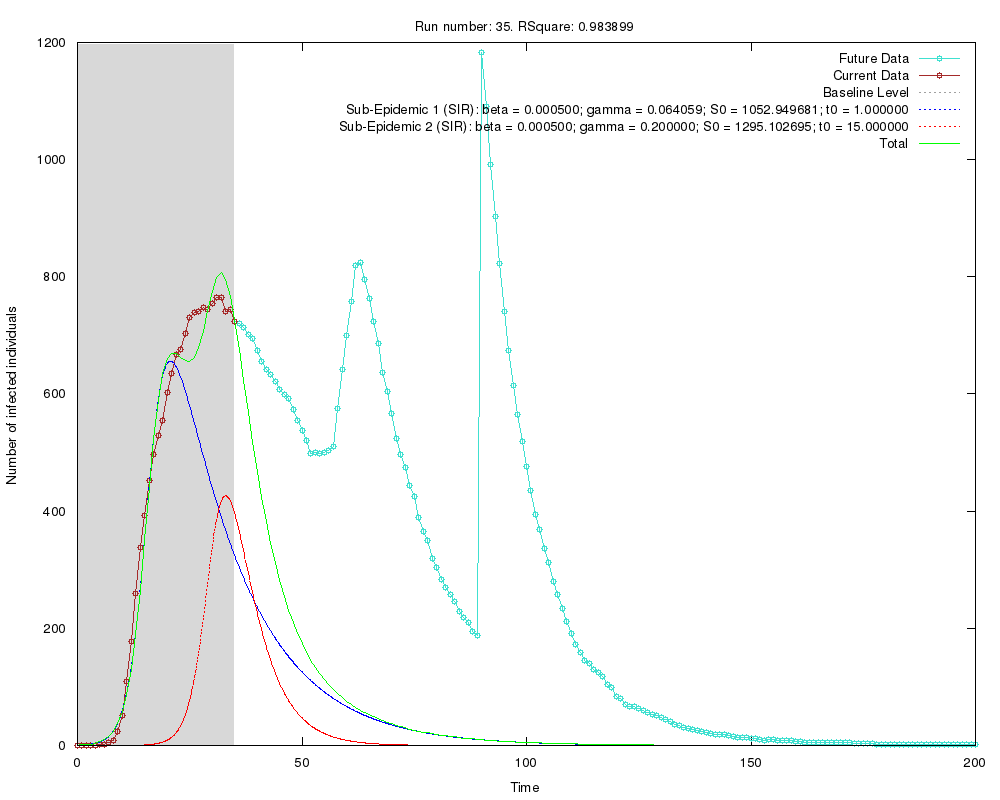 Run number: 35. RSquare: 0.983899
1200
Future Data
Current Data
Baseline Level
Sub-Epidemic 1 (SIR): beta = 0.000500; gamma = 0.064059; S0 = 1052.949681; t0 = 1.000000
Sub-Epidemic 2 (SIR): beta = 0.000500; gamma = 0.200000; S0 = 1295.102695; t0 = 15.000000
Total
1000
800
600
400
200
0
Number of infected individuals
0 50 100 150 200
Time